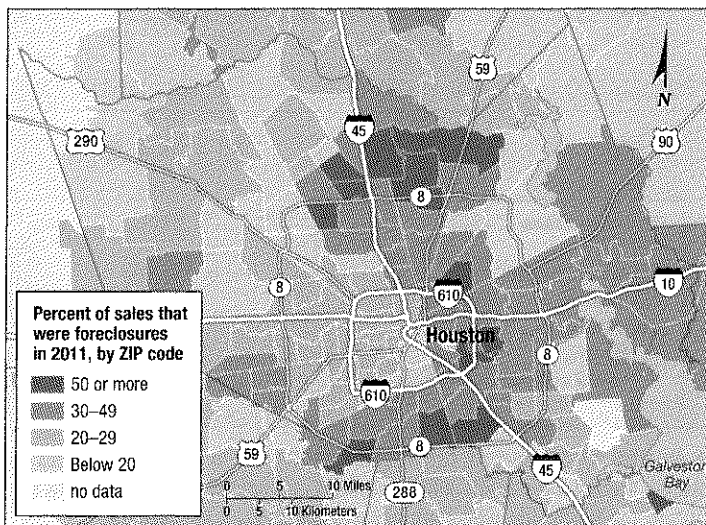 59
N
45
290
90
8
10
8
610
Houston
8
Percent of sales that
were foreclosures
in 2011, by ZIP code
50 or more
30–49
20–29
Below 20
no data
610
59
8
45
288
Galveston
Bay
0 5 10 Miles
0 5 10 Kilometers